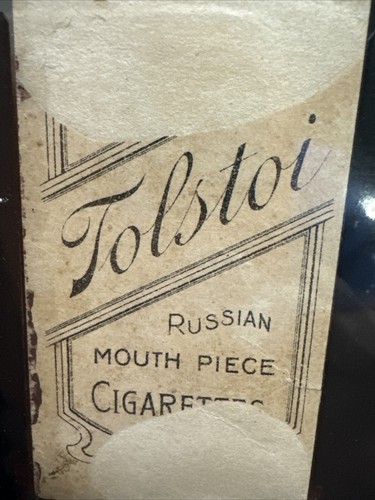 Tolstoi
RUSSIAN
MOUTH PIECE
CIGARETTES